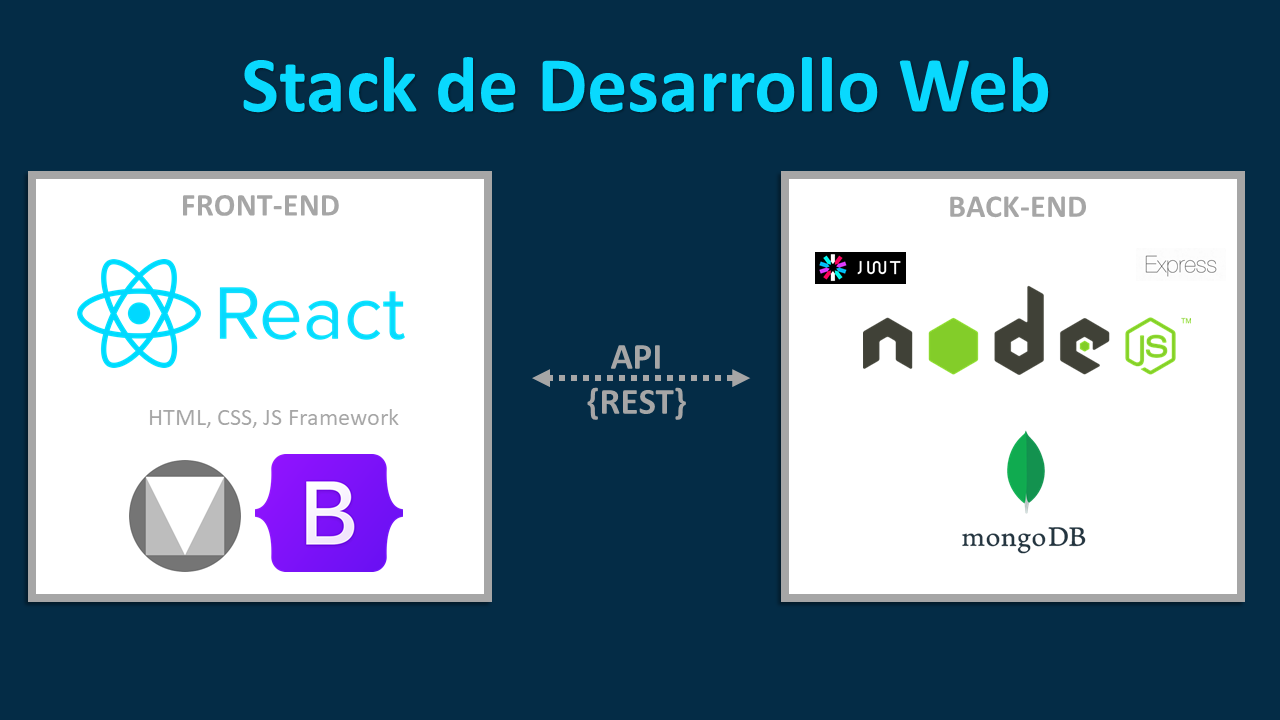 Stack de Desarrollo Web
FRONT-END
React
HTML, CSS, JS Framework
B
API
{REST}
BACK-END
JWT
Express
node
JS
TM
mongoDB